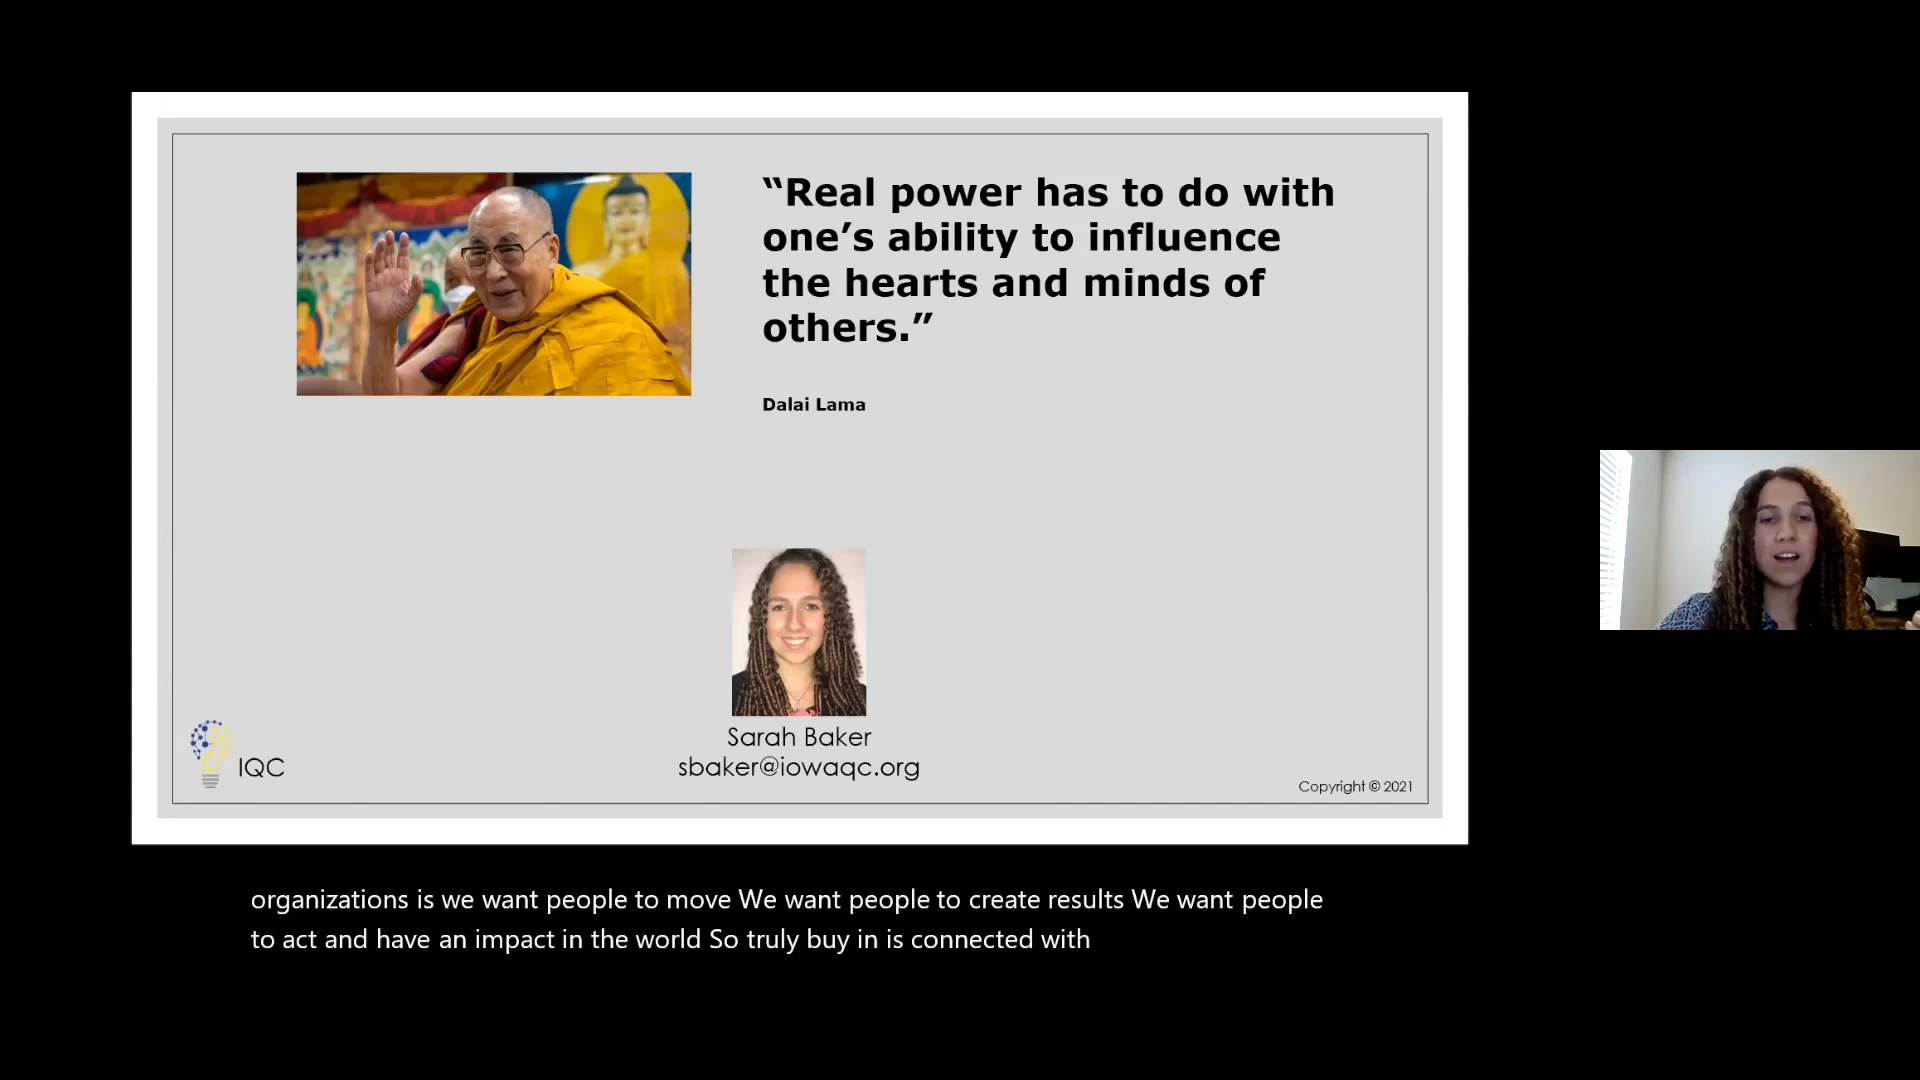 “Real power has to do with
one’s ability to influence
the hearts and minds of
others.”
Dalai Lama
Sarah Baker
sbaker@iowaqc.org
IQC
Copyright © 2021
organizations is we want people to move We want people to create results We want people
to act and have an impact in the world So truly buy in is connected with